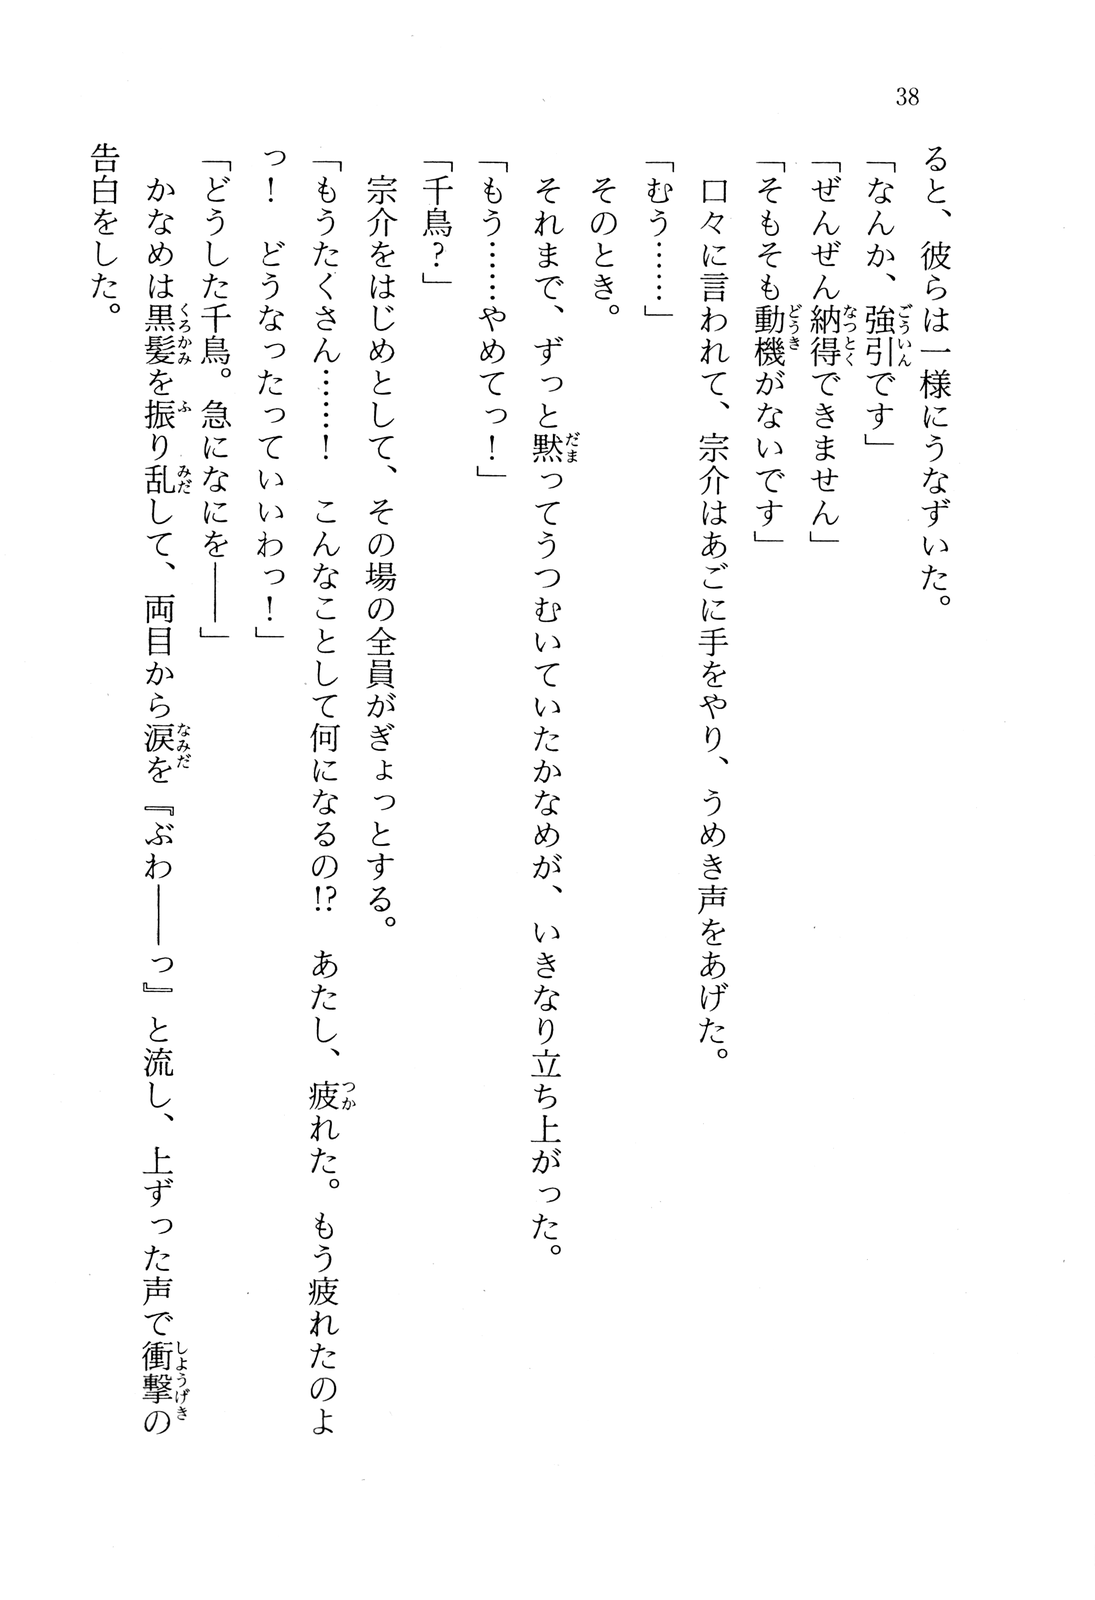 38
ると、彼らは一様にうなずいた。
「なんか、強引です」
「ぜんぜん納得できません」
「そもそも動機がないです」
　口々に言われて、宗介はあごに手をやり、うめき声をあげた。
「むう……」
　そのとき。
　それまで、ずっと黙ってうつむいていたかなめが、いきなり立ち上がった。
「もう……やめてっ！」
「千鳥？」
　宗介をはじめとして、その場の全員がぎょっとする。
「もうたくさん……！　こんなことして何になるの!?　あたし、疲れた。もう疲れたのよ
っ！　どうなったっていいわっ！」
「どうした千鳥。急になにを――」
　かなめは黒髪を振り乱して、両目から涙を『ぶわ――っ』と流し、上ずった声で衝撃の
告白をした。